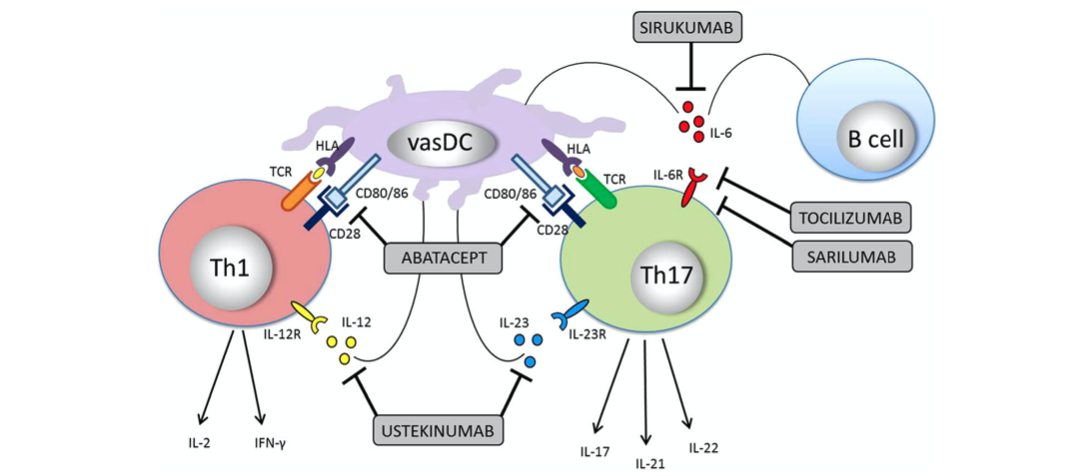 SIRUKUMAB
vasDC
IL-6
B cell
HLA
HLA
TCR
TCR
IL-6R
CD80/86
CD80/86
CD28
CD28
TOCILIZUMAB
SARILUMAB
ABATACEPT
Th1
Th17
IL-12R
IL-12
IL-23
IL-23R
USTEKINUMAB
IL-2
IFN-γ
IL-17
IL-21
IL-22